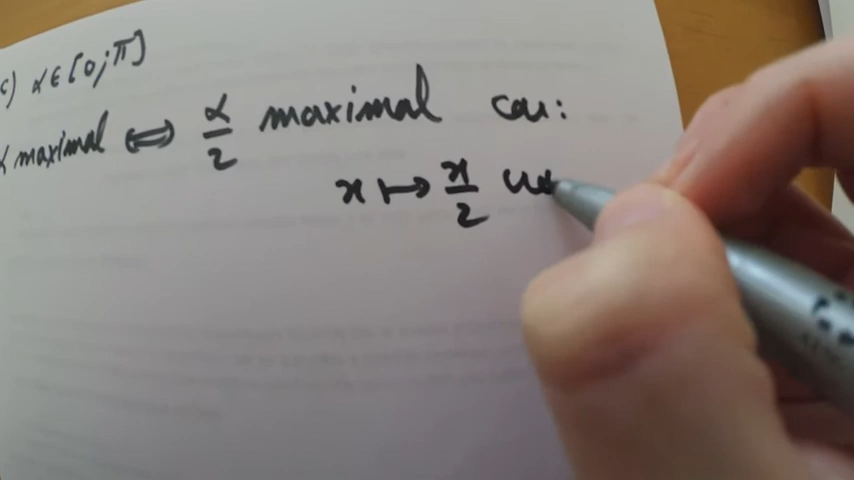 c) α∈[0;π]
α maximal ⟺ α/2 maximal car:
x ↦ x/2